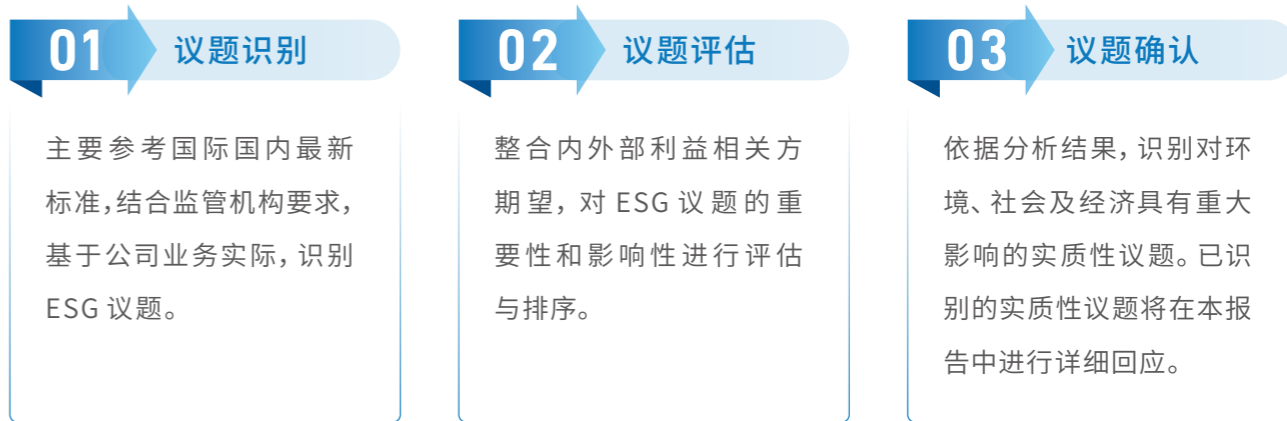 01 议题识别
主要参考国际国内最新
标准，结合监管机构要求，
基于公司业务实际，识别
ESG 议题。
02 议题评估
整合内外部利益相关方
期望，对 ESG 议题的重
要性和影响性进行评估
与排序。
03 议题确认
依据分析结果，识别对环
境、社会及经济具有重大
影响的实质性议题。已识
别的实质性议题将在本报
告中进行详细回应。